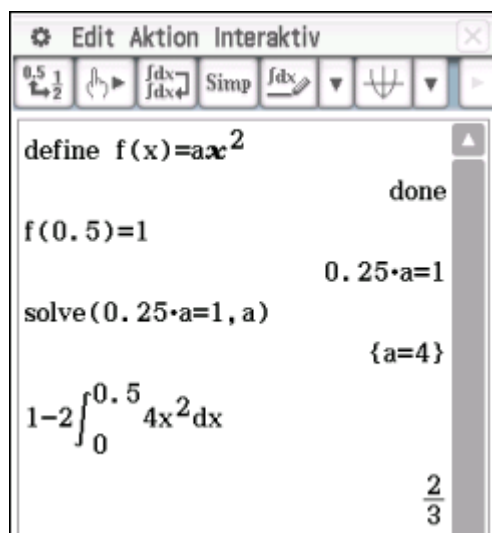 Edit Aktion Interaktiv
0.5 1/2 ∫dx ∫dx Simp ∫dx
define f(x)=ax²
done
f(0.5)=1
0.25·a=1
solve(0.25·a=1,a)
{a=4}
1-2∫₀^0.5 4x²dx
2/3